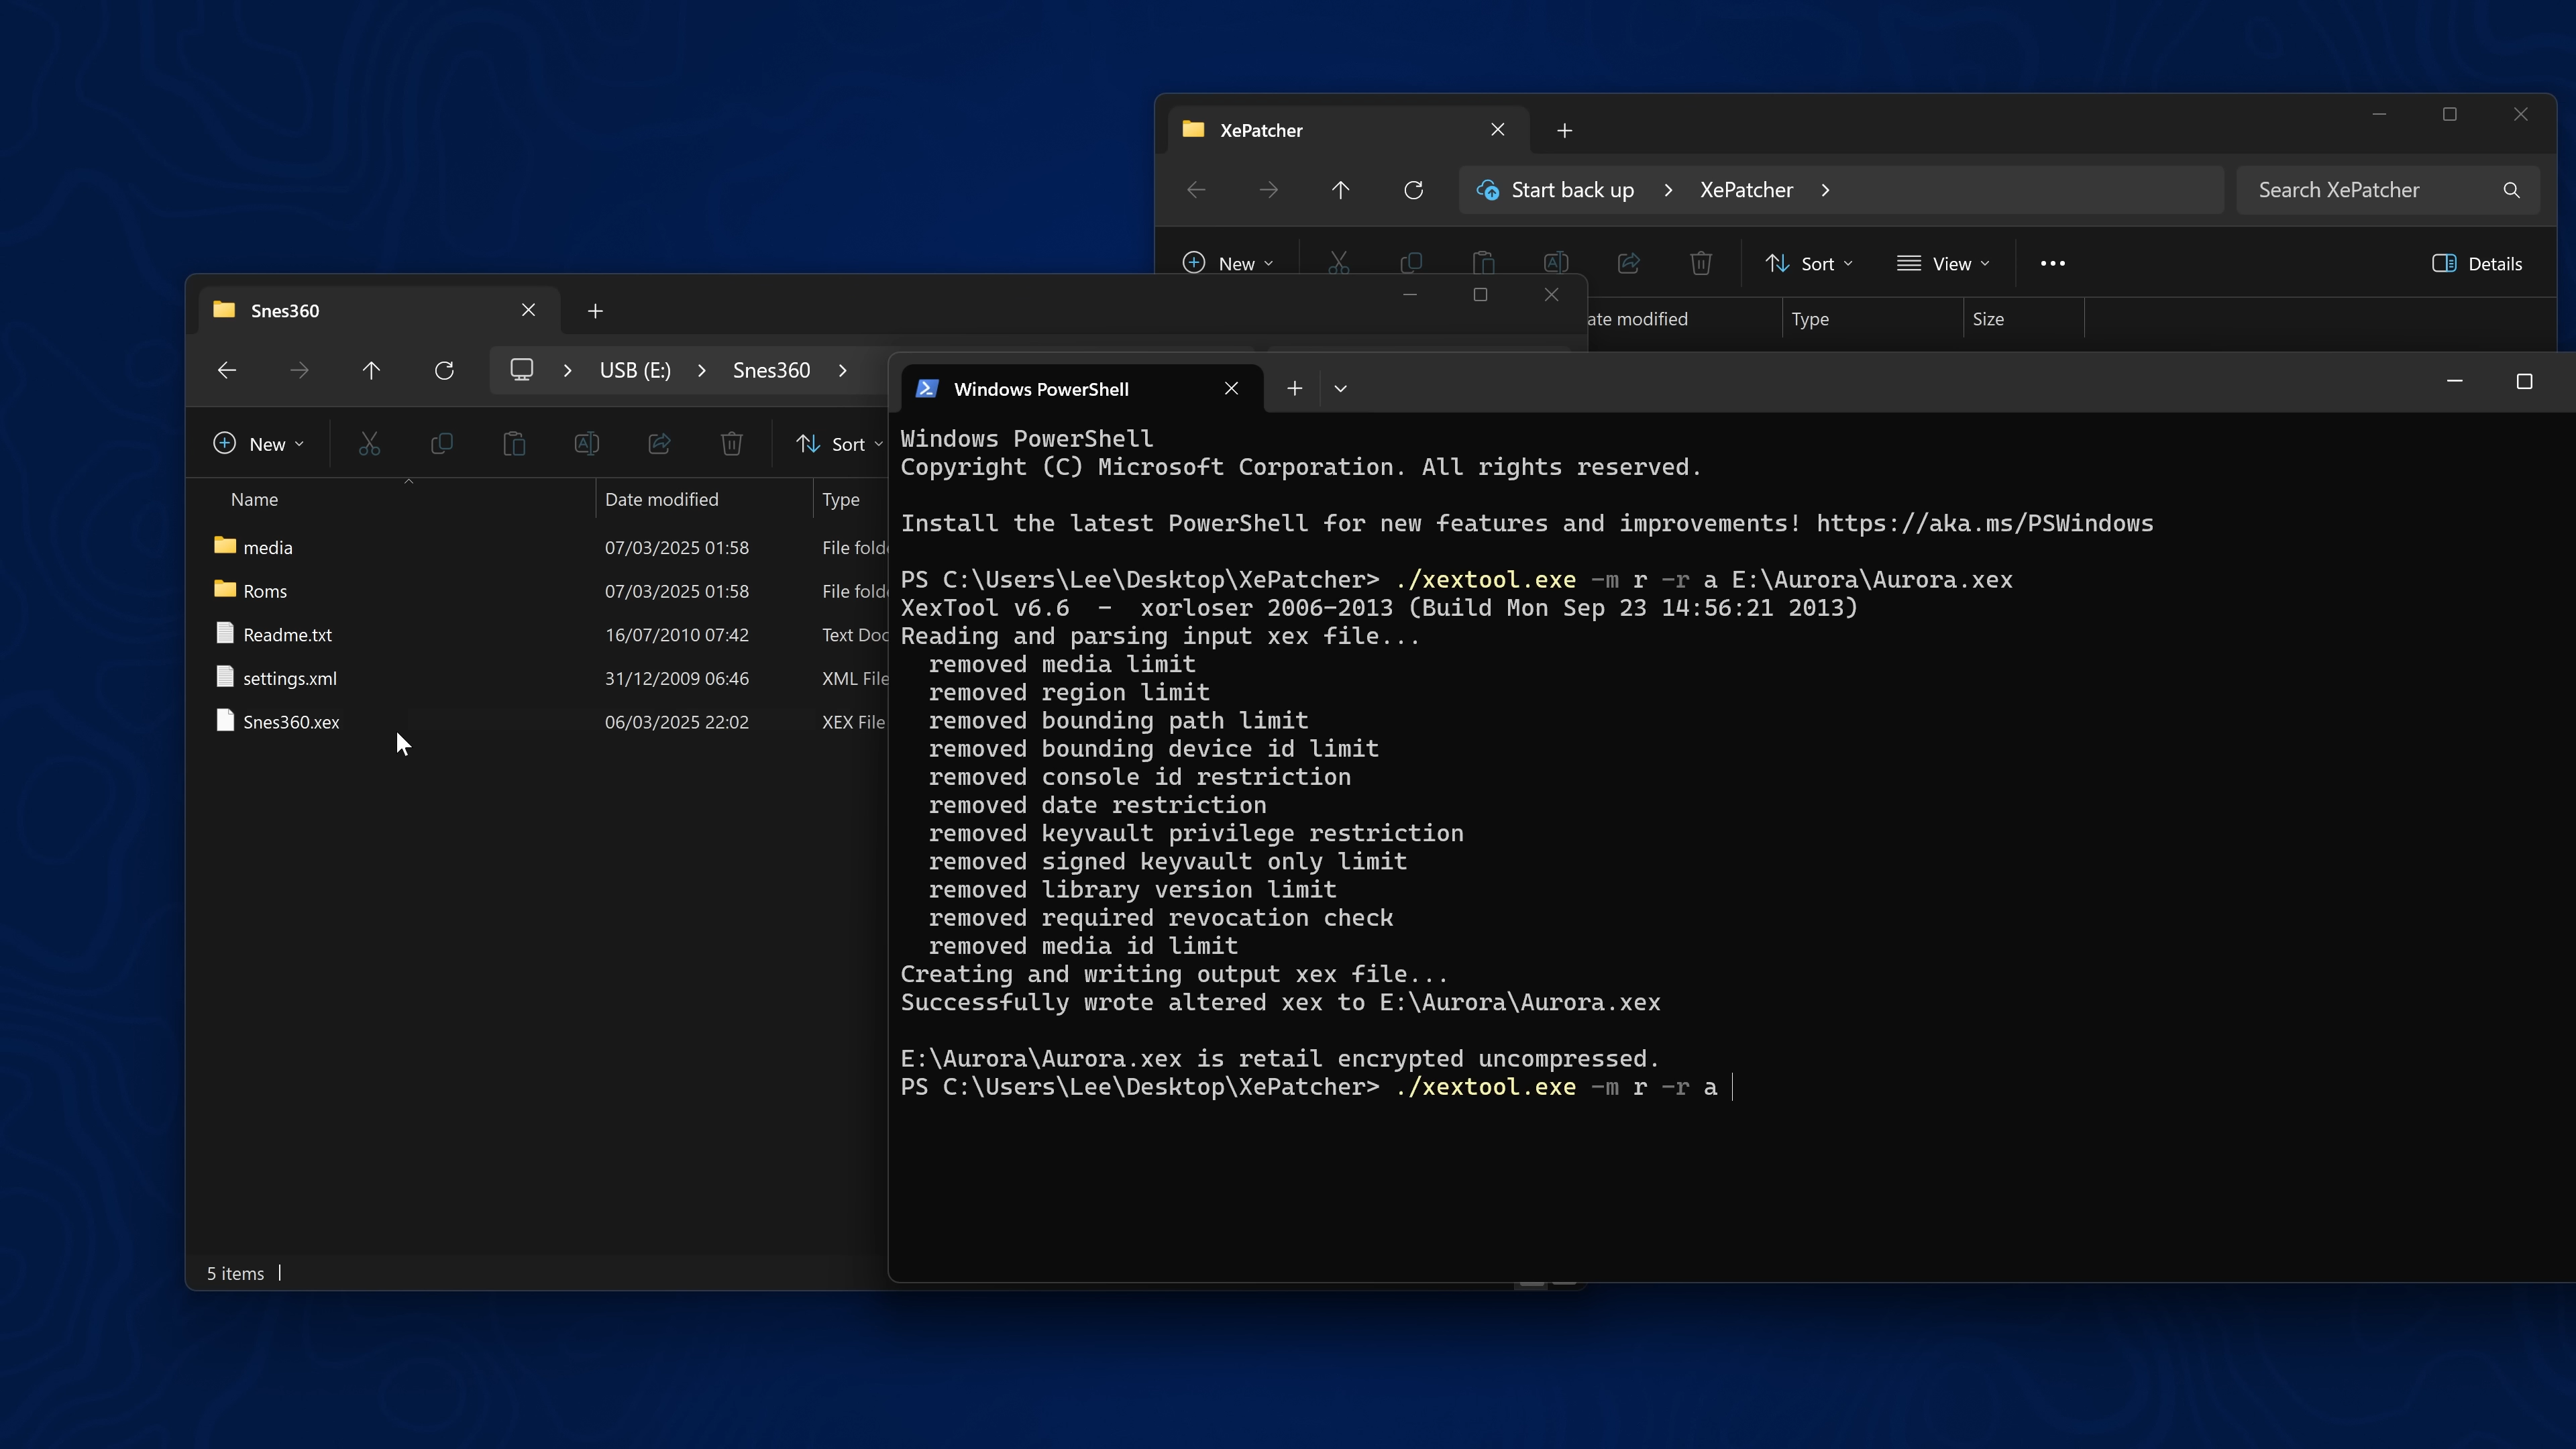 XePatcher
Start back up
XePatcher
Search XePatcher
New
Sort
View
Details
ate modified
Type
Size
Snes360
USB (E:)
Snes360
New
Sort
Name
Date modified
Type
media
07/03/2025 01:58
File folde
Roms
07/03/2025 01:58
File folde
Readme.txt
16/07/2010 07:42
Text Doc
settings.xml
31/12/2009 06:46
XML File
Snes360.xex
06/03/2025 22:02
XEX File
5 items
Windows PowerShell
Windows PowerShell
Copyright (C) Microsoft Corporation. All rights reserved.
Install the latest PowerShell for new features and improvements! https://aka.ms/PSWindows
PS C:\Users\Lee\Desktop\XePatcher> ./xextool.exe -m r -r a E:\Aurora\Aurora.xex
XexTool v6.6  -  xorloser 2006-2013 (Build Mon Sep 23 14:56:21 2013)
Reading and parsing input xex file...
removed media limit
removed region limit
removed bounding path limit
removed bounding device id limit
removed console id restriction
removed date restriction
removed keyvault privilege restriction
removed signed keyvault only limit
removed library version limit
removed required revocation check
removed media id limit
Creating and writing output xex file...
Successfully wrote altered xex to E:\Aurora\Aurora.xex
E:\Aurora\Aurora.xex is retail encrypted uncompressed.
PS C:\Users\Lee\Desktop\XePatcher> ./xextool.exe -m r -r a